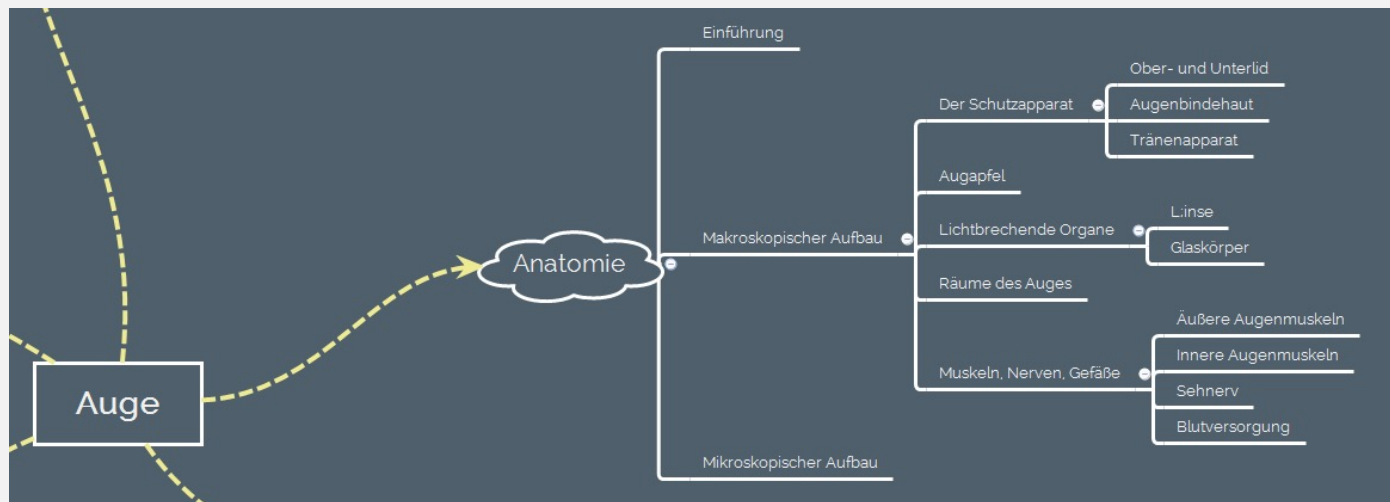 Auge
Anatomie
Einführung
Makroskopischer Aufbau
Der Schutzapparat
Ober- und Unterlid
Augenbindehaut
Tränenapparat
Augapfel
Lichtbrechende Organe
L:inse
Glaskörper
Räume des Auges
Muskeln, Nerven, Gefäße
Äußere Augenmuskeln
Innere Augenmuskeln
Sehnerv
Blutversorgung
Mikroskopischer Aufbau